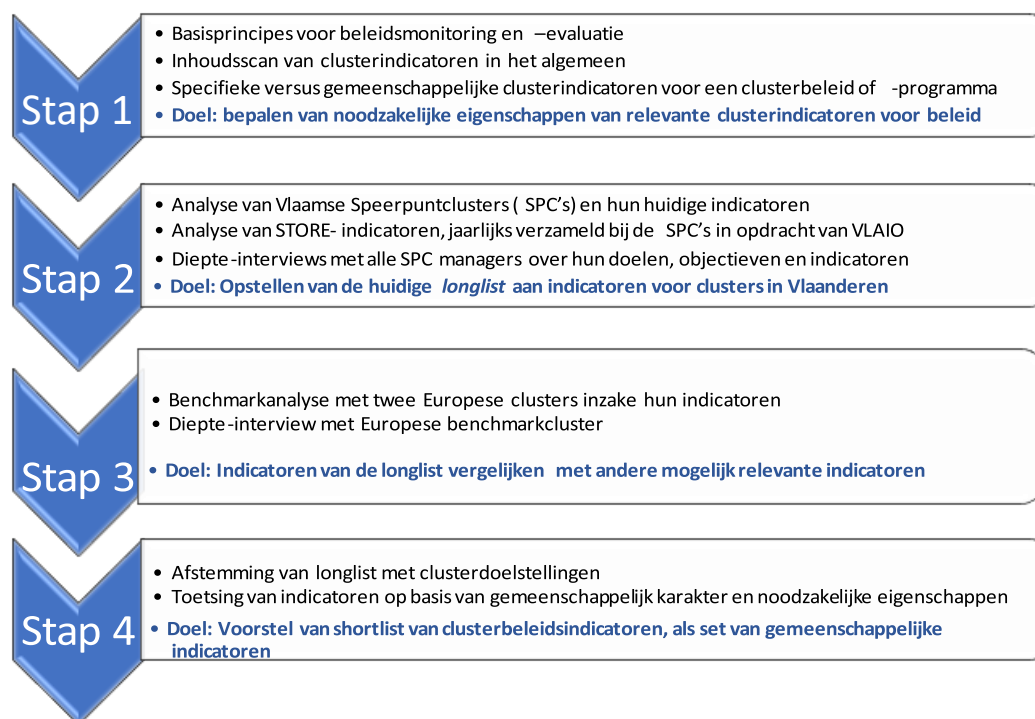 Stap 1
• Basisprincipes voor beleidsmonitoring en –evaluatie
• Inhoudsscan van clusterindicatoren in het algemeen
• Specifieke versus gemeenschappelijke clusterindicatoren voor een clusterbeleid of -programma
• Doel: bepalen van noodzakelijke eigenschappen van relevante clusterindicatoren voor beleid
Stap 2
• Analyse van Vlaamse Speerpuntclusters ( SPC’s) en hun huidige indicatoren
• Analyse van STORE- indicatoren, jaarlijks verzameld bij de SPC’s in opdracht van VLAIO
• Diepte-interviews met alle SPC managers over hun doelen, objectieven en indicatoren
• Doel: Opstellen van de huidige longlist aan indicatoren voor clusters in Vlaanderen
Stap 3
• Benchmarkanalyse met twee Europese clusters inzake hun indicatoren
• Diepte-interview met Europese benchmarkcluster
• Doel: Indicatoren van de longlist vergelijken met andere mogelijk relevante indicatoren
Stap 4
• Afstemming van longlist met clusterdoelstellingen
• Toetsing van indicatoren op basis van gemeenschappelijk karakter en noodzakelijke eigenschappen
• Doel: Voorstel van shortlist van clusterbeleidsindicatoren, als set van gemeenschappelijke
indicatoren